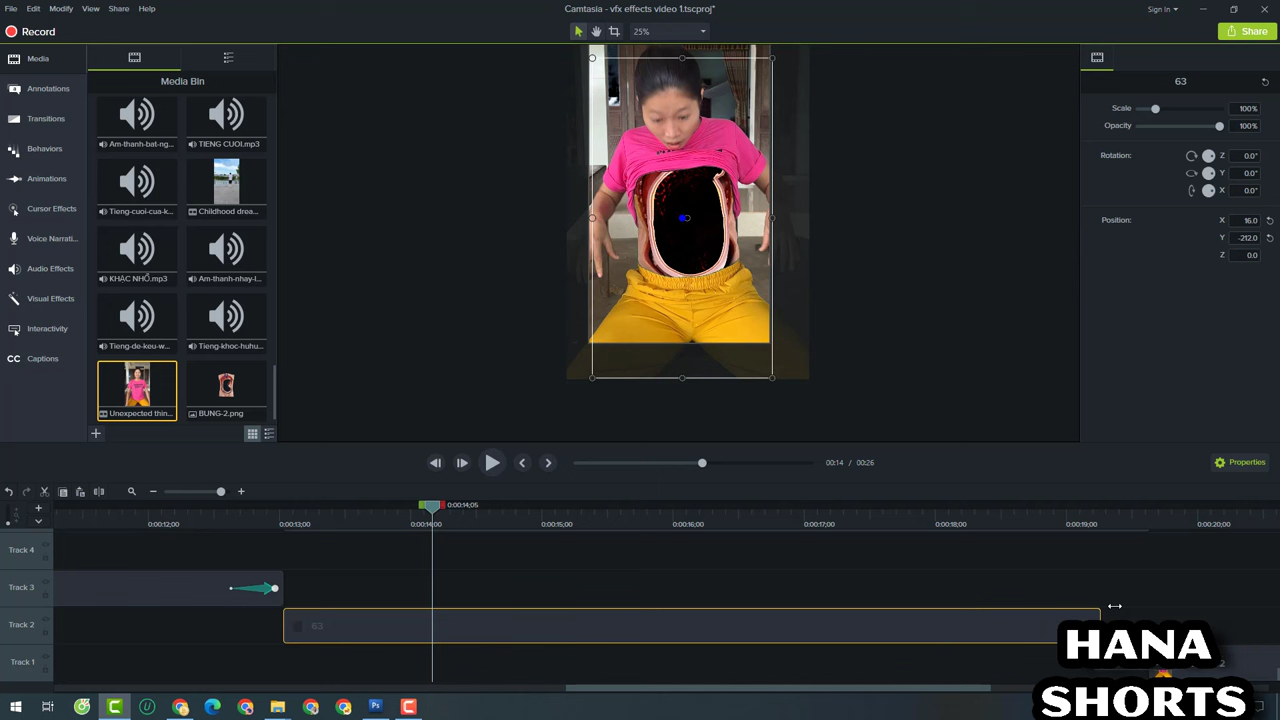 File Edit Modify View Share Help
Camtasia - vfx effects video 1.tscproj*
Sign In
Record
25%
Share
Media
Annotations
Transitions
Behaviors
Animations
Cursor Effects
Voice Narrati...
Audio Effects
Visual Effects
Interactivity
Captions
Media Bin
Am-thanh-bat-ng...
TIENG CUOI.mp3
Tieng-cuoi-cua-k...
Childhood drea...
KHẶC NHỔ.mp3
Am-thanh-nhay-l...
Tieng-de-keu-w...
Tieng-khoc-huhu...
Unexpected thin...
BUNG-2.png
63
Scale 100%
Opacity 100%
Rotation: Z 0.0°
Y 0.0°
X 0.0°
Position: X 16.0
Y -212.0
Z 0.0
00:14 / 00:26
Properties
0:00:14;05
0:00:12;00 0:00:13;00 0:00:14;00 0:00:15;00 0:00:16;00 0:00:17;00 0:00:18;00 0:00:19;00 0:00:20;00
Track 4
Track 3
Track 2
63
Track 1
2
HANA
SHORTS